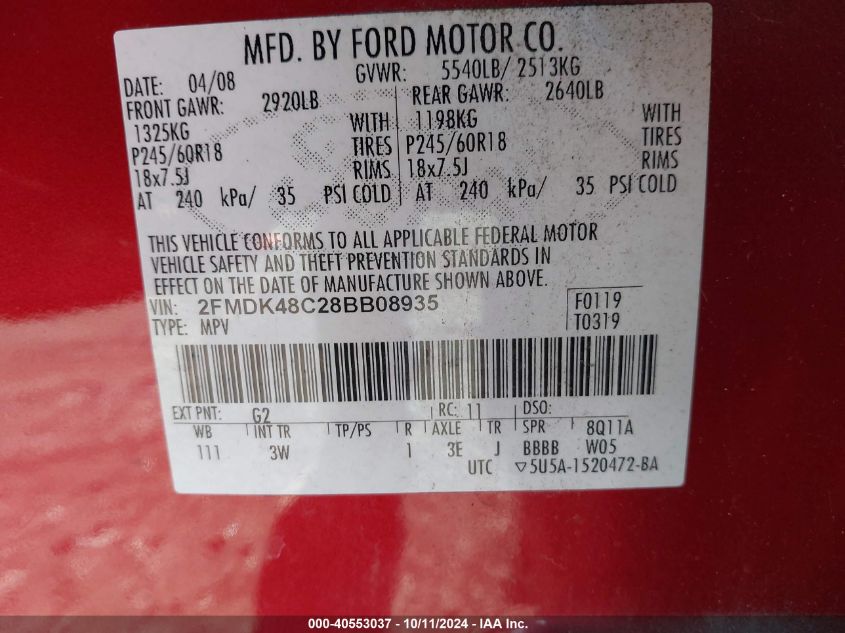 MFD. BY FORD MOTOR CO.
DATE: 04/08 GVWR: 5540LB/ 2513KG
FRONT GAWR: 2920LB REAR GAWR: 2640LB
1325KG WITH 1198KG WITH
P245/60R18 TIRES P245/60R18 TIRES
18x7.5J RIMS 18x7.5J RIMS
AT 240 kPa/ 35 PSI COLD AT 240 kPa/ 35 PSI COLD
THIS VEHICLE CONFORMS TO ALL APPLICABLE FEDERAL MOTOR
VEHICLE SAFETY AND THEFT PREVENTION STANDARDS IN
EFFECT ON THE DATE OF MANUFACTURE SHOWN ABOVE.
VIN: 2FMDK48C28BB08935 F0119
TYPE: MPV T0319
EXT PNT: G2 RC: 11 DSO:
WB INT TR TP/PS R AXLE TR SPR 8Q11A
111 3W 1 3E J BBBB W05
UTC ▽5U5A-1520472-BA
000-40553037 - 10/11/2024 - IAA Inc.